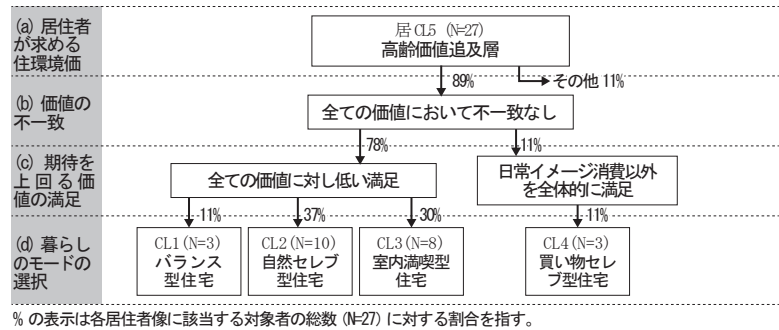 (a) 居住者
が求める
住環境価
居 CL5 (N=27)
高齢価値追及層
89%
その他 11%
(b) 価値の
不一致
全ての価値において不一致なし
78%
11%
(c) 期待を
上回る価
値の満足
全ての価値に対し低い満足
日常イメージ消費以外
を全体的に満足
11%
37%
30%
11%
(d) 暮らし
のモードの
選択
CL1 (N=3)
バランス
型住宅
CL2 (N=10)
自然セレブ
型住宅
CL3 (N=8)
室内満喫型
住宅
CL4 (N=3)
買い物セレ
ブ型住宅
% の表示は各居住者像に該当する対象者の総数 (N=27) に対する割合を指す。